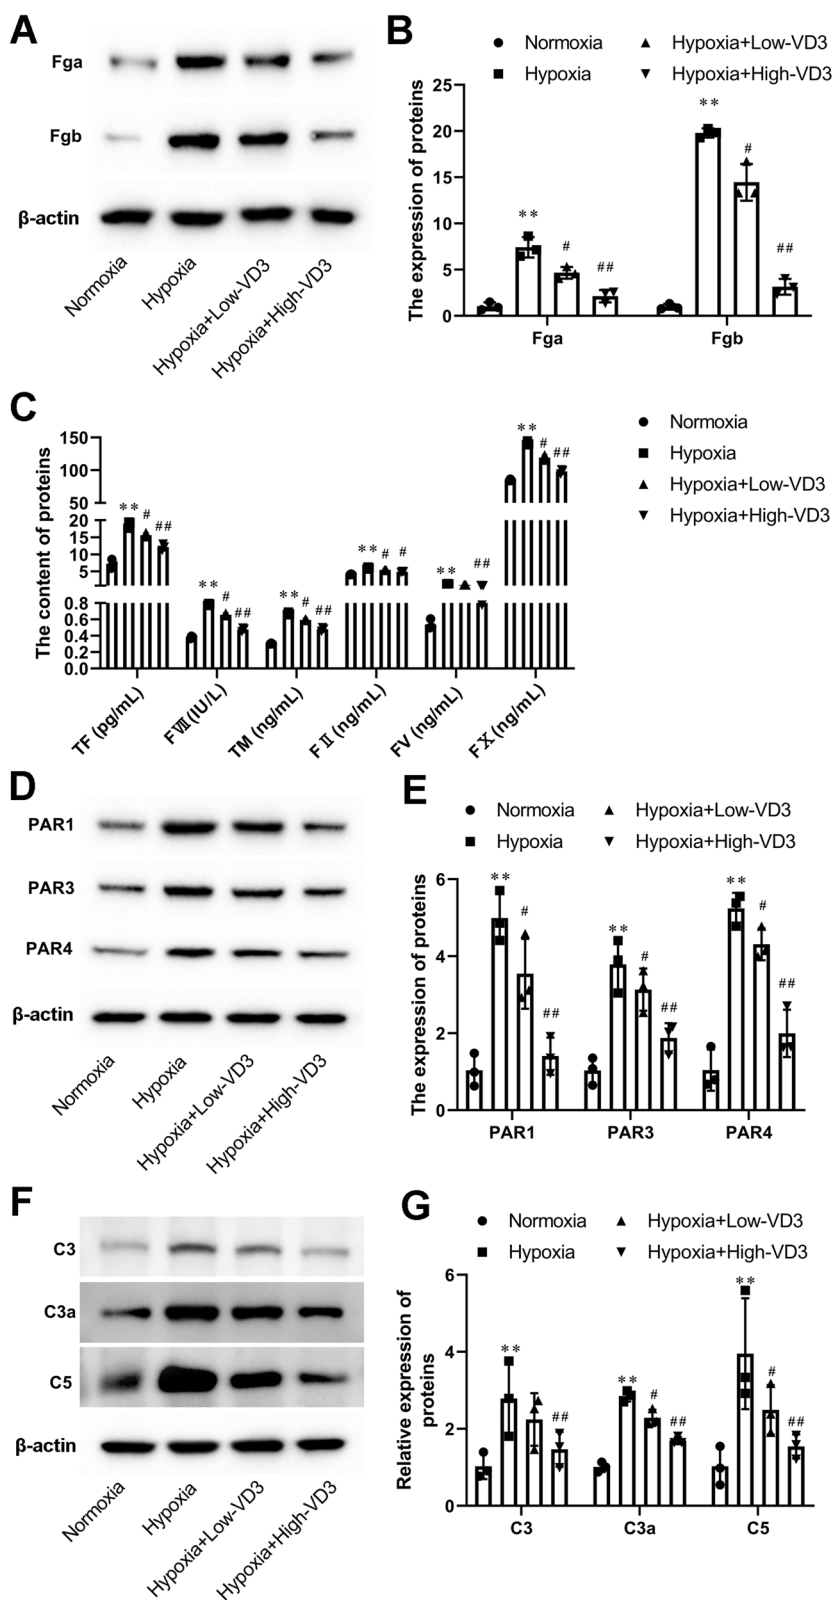 A
Fga
Fgb
β-actin
Normoxia
Hypoxia
Hypoxia+Low-VD3
Hypoxia+High-VD3
B
Normoxia
Hypoxia+Low-VD3
Hypoxia
Hypoxia+High-VD3
The expression of proteins
25
20
15
10
5
0
**
#
##
**
#
##
Fga
Fgb
C
Normoxia
Hypoxia
Hypoxia+Low-VD3
Hypoxia+High-VD3
The content of proteins
150
100
50
20
15
10
5
0.8
0.6
0.4
0.2
0.0
**
#
##
**
#
##
**
#
##
**
#
#
**
##
**
#
##
TF (pg/mL)
FⅦ(IU/L)
TM (ng/mL)
FⅡ(ng/mL)
FV (ng/mL)
FX (ng/mL)
D
PAR1
PAR3
PAR4
β-actin
Normoxia
Hypoxia
Hypoxia+Low-VD3
Hypoxia+High-VD3
E
Normoxia
Hypoxia+Low-VD3
Hypoxia
Hypoxia+High-VD3
The expression of proteins
6
4
2
0
**
#
##
**
#
##
**
#
##
PAR1
PAR3
PAR4
F
C3
C3a
C5
β-actin
Normoxia
Hypoxia
Hypoxia+Low-VD3
Hypoxia+High-VD3
G
Normoxia
Hypoxia+Low-VD3
Hypoxia
Hypoxia+High-VD3
Relative expression of
proteins
6
4
2
0
**
##
**
#
##
**
#
##
C3
C3a
C5